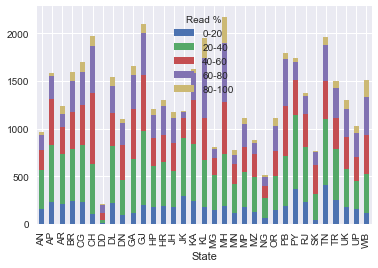 Read %
0-20
20-40
40-60
60-80
80-100
2500
2000
1500
1000
500
0
AN
AP
AR
BR
CG
CH
DD
DL
DN
GA
GJ
HP
HR
JH
JK
KA
KL
MG
MH
MN
MP
MZ
NG
OR
PB
PY
RJ
SK
TN
TR
UK
UP
WB
State